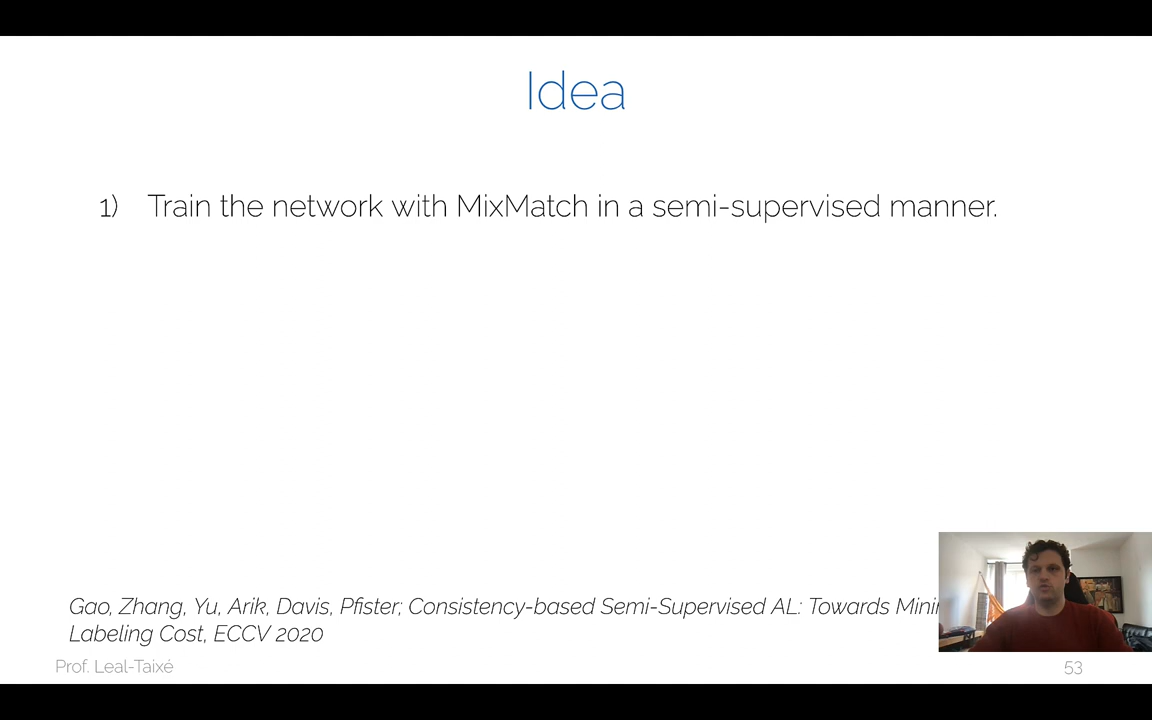 Idea
1) Train the network with MixMatch in a semi-supervised manner.
Gao, Zhang, Yu, Arik, Davis, Pfister; Consistency-based Semi-Supervised AL: Towards
Labeling Cost, ECCV 2020
Prof. Leal-Taixé
53